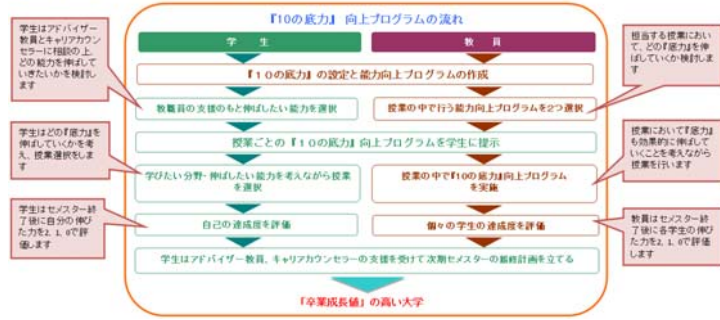 『10の底力』 向上プログラムの流れ
学 生
教 員
『１０の底力』の設定と能力向上プログラムの作成
教職員の支援のもと伸ばしたい能力を選択
授業の中で行う能力向上プログラムを2つ選択
授業ごとの『１０の底力』向上プログラムを学生に提示
学びたい分野・伸ばしたい能力を考えながら授業
を選択
授業の中で『10の底力』向上プログラム
を実施
自己の達成度を評価
個々の学生の達成度を評価
学生はアドバイザー教員、キャリアカウンセラーの支援を受けて次期セメスターの履修計画を立てる
「卒業成長値」の高い大学
学生はアドバイザー
教員とキャリアカウン
セラーに相談の上、
どの能力を伸ばして
いきたいかを検討し
ます
学生はどの『底力』を
伸ばしていくかを考
え、授業選択をしま
す
学生はセメスター終
了後に自分の伸び
た力を2, 1, 0で評
価します
担当する授業におい
て、どの『底力』を伸
ばしていくか検討し
ます
授業において『底力』
も効果的に伸ばして
いくことを考えながら
授業を行います
教員はセメスター終
了後に各学生の伸び
た力を2, 1, 0で評価
します